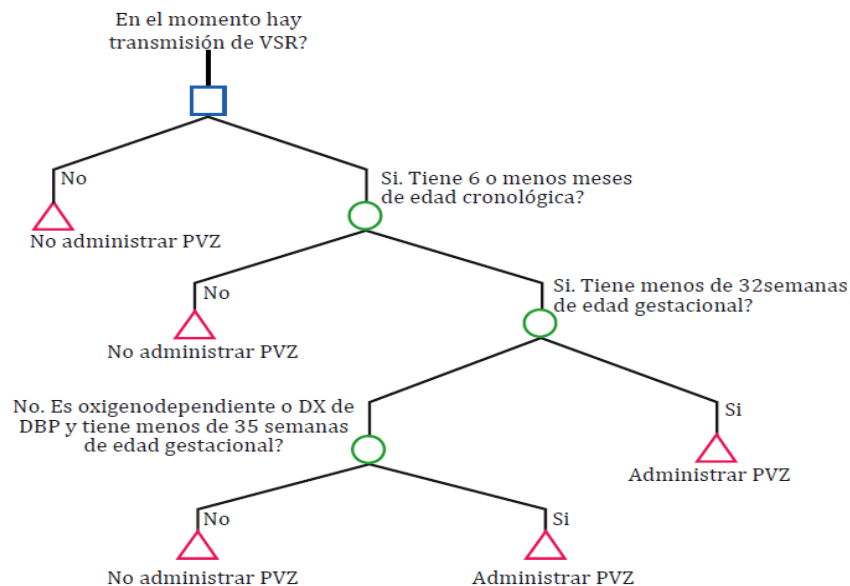 En el momento hay
transmisión de VSR?
No
Si. Tiene 6 o menos meses
de edad cronológica?
No administrar PVZ
No
Si. Tiene menos de 32semanas
de edad gestacional?
No administrar PVZ
No. Es oxigenodependiente o DX de
DBP y tiene menos de 35 semanas
de edad gestacional?
Si
Administrar PVZ
No
Si
No administrar PVZ
Administrar PVZ